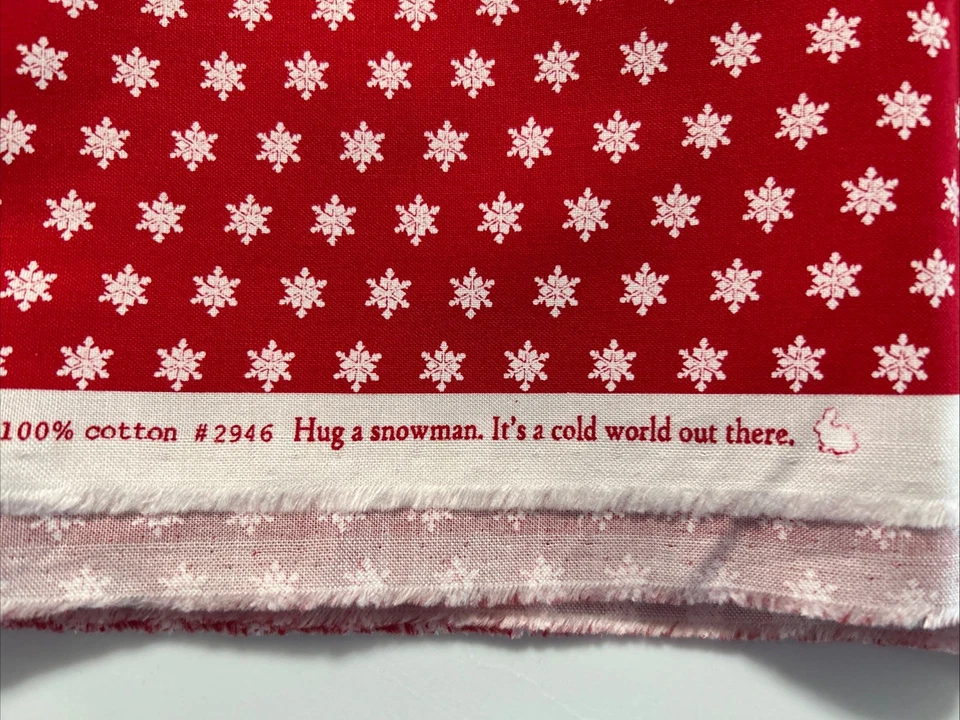 100% cotton #2946 Hug a snowman. It's a cold world out there.